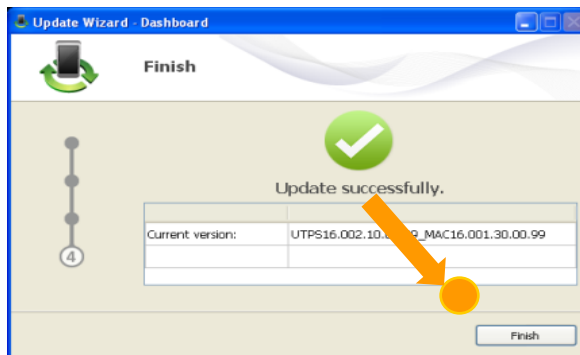 Update Wizard - Dashboard
Finish
Update successfully.
Current version: UTPS16.002.10. 9_MAC16.001.30.00.99
4
Finish